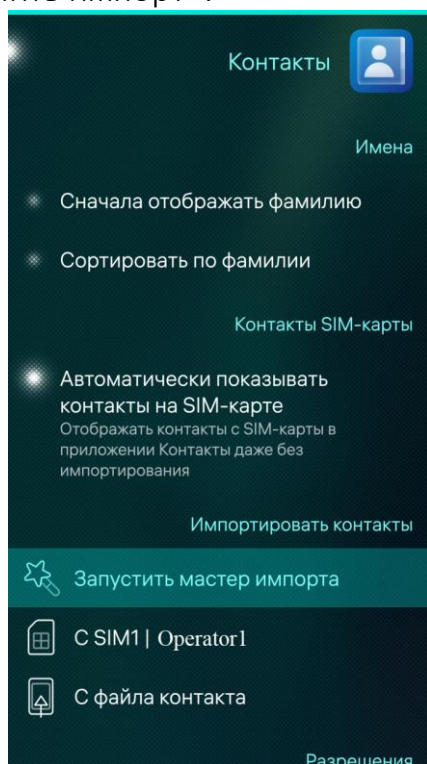 Контакты
Имена
Сначала отображать фамилию
Сортировать по фамилии
Контакты SIM-карты
Автоматически показывать
контакты на SIM-карте
Отображать контакты с SIM-карты в
приложении Контакты даже без
импортирования
Импортировать контакты
Запустить мастер импорта
С SIM1 | Operator1
С файла контакта
Разрешения